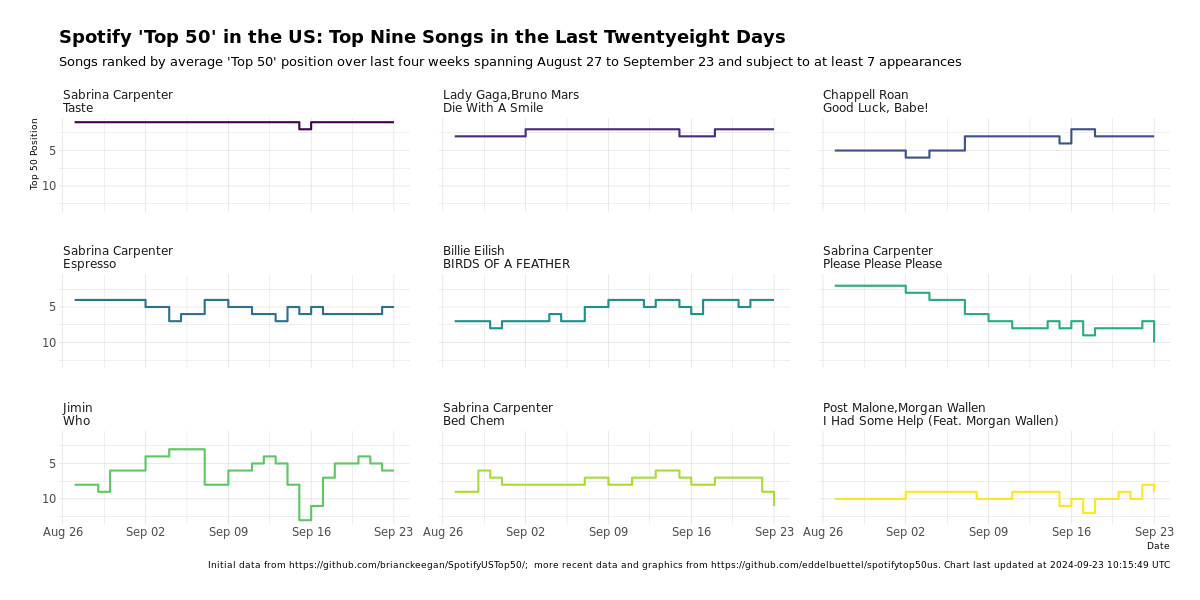 Spotify 'Top 50' in the US: Top Nine Songs in the Last Twentyeight Days
Songs ranked by average 'Top 50' position over last four weeks spanning August 27 to September 23 and subject to at least 7 appearances
Sabrina Carpenter
Taste
Lady Gaga,Bruno Mars
Die With A Smile
Chappell Roan
Good Luck, Babe!
Top 50 Position
5
10
Sabrina Carpenter
Espresso
Billie Eilish
BIRDS OF A FEATHER
Sabrina Carpenter
Please Please Please
5
10
Jimin
Who
Sabrina Carpenter
Bed Chem
Post Malone,Morgan Wallen
I Had Some Help (Feat. Morgan Wallen)
5
10
Aug 26 Sep 02 Sep 09 Sep 16 Sep 23 Aug 26 Sep 02 Sep 09 Sep 16 Sep 23 Aug 26 Sep 02 Sep 09 Sep 16 Sep 23
Date
Initial data from https://github.com/brianckeegan/SpotifyUSTop50/;  more recent data and graphics from https://github.com/eddelbuettel/spotifytop50us. Chart last updated at 2024-09-23 10:15:49 UTC